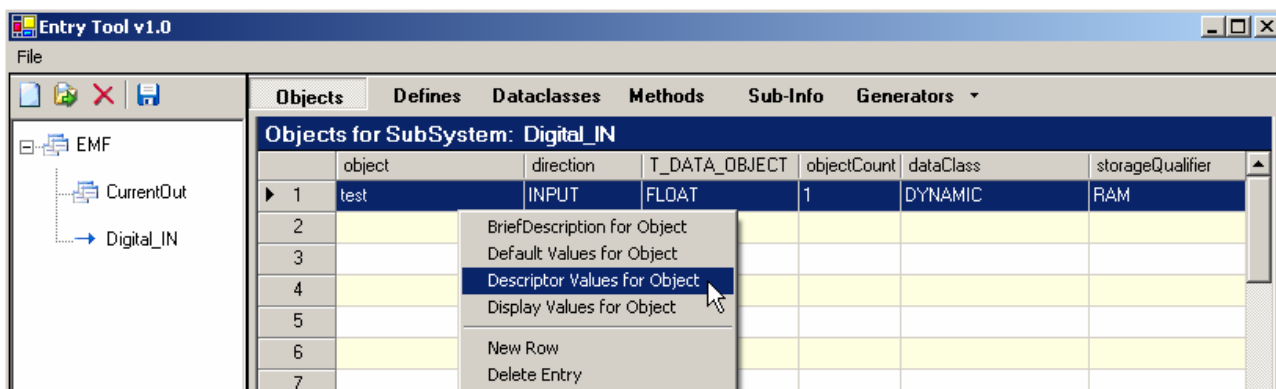 Entry Tool v1.0
File
Objects Defines Dataclasses Methods Sub-Info Generators
EMF
CurrentOut
Digital_IN
Objects for SubSystem: Digital_IN
object direction T_DATA_OBJECT objectCount dataClass storageQualifier
1 test INPUT FLOAT 1 DYNAMIC RAM
2
3
4
5
6
7
BriefDescription for Object
Default Values for Object
Descriptor Values for Object
Display Values for Object
New Row
Delete Entry